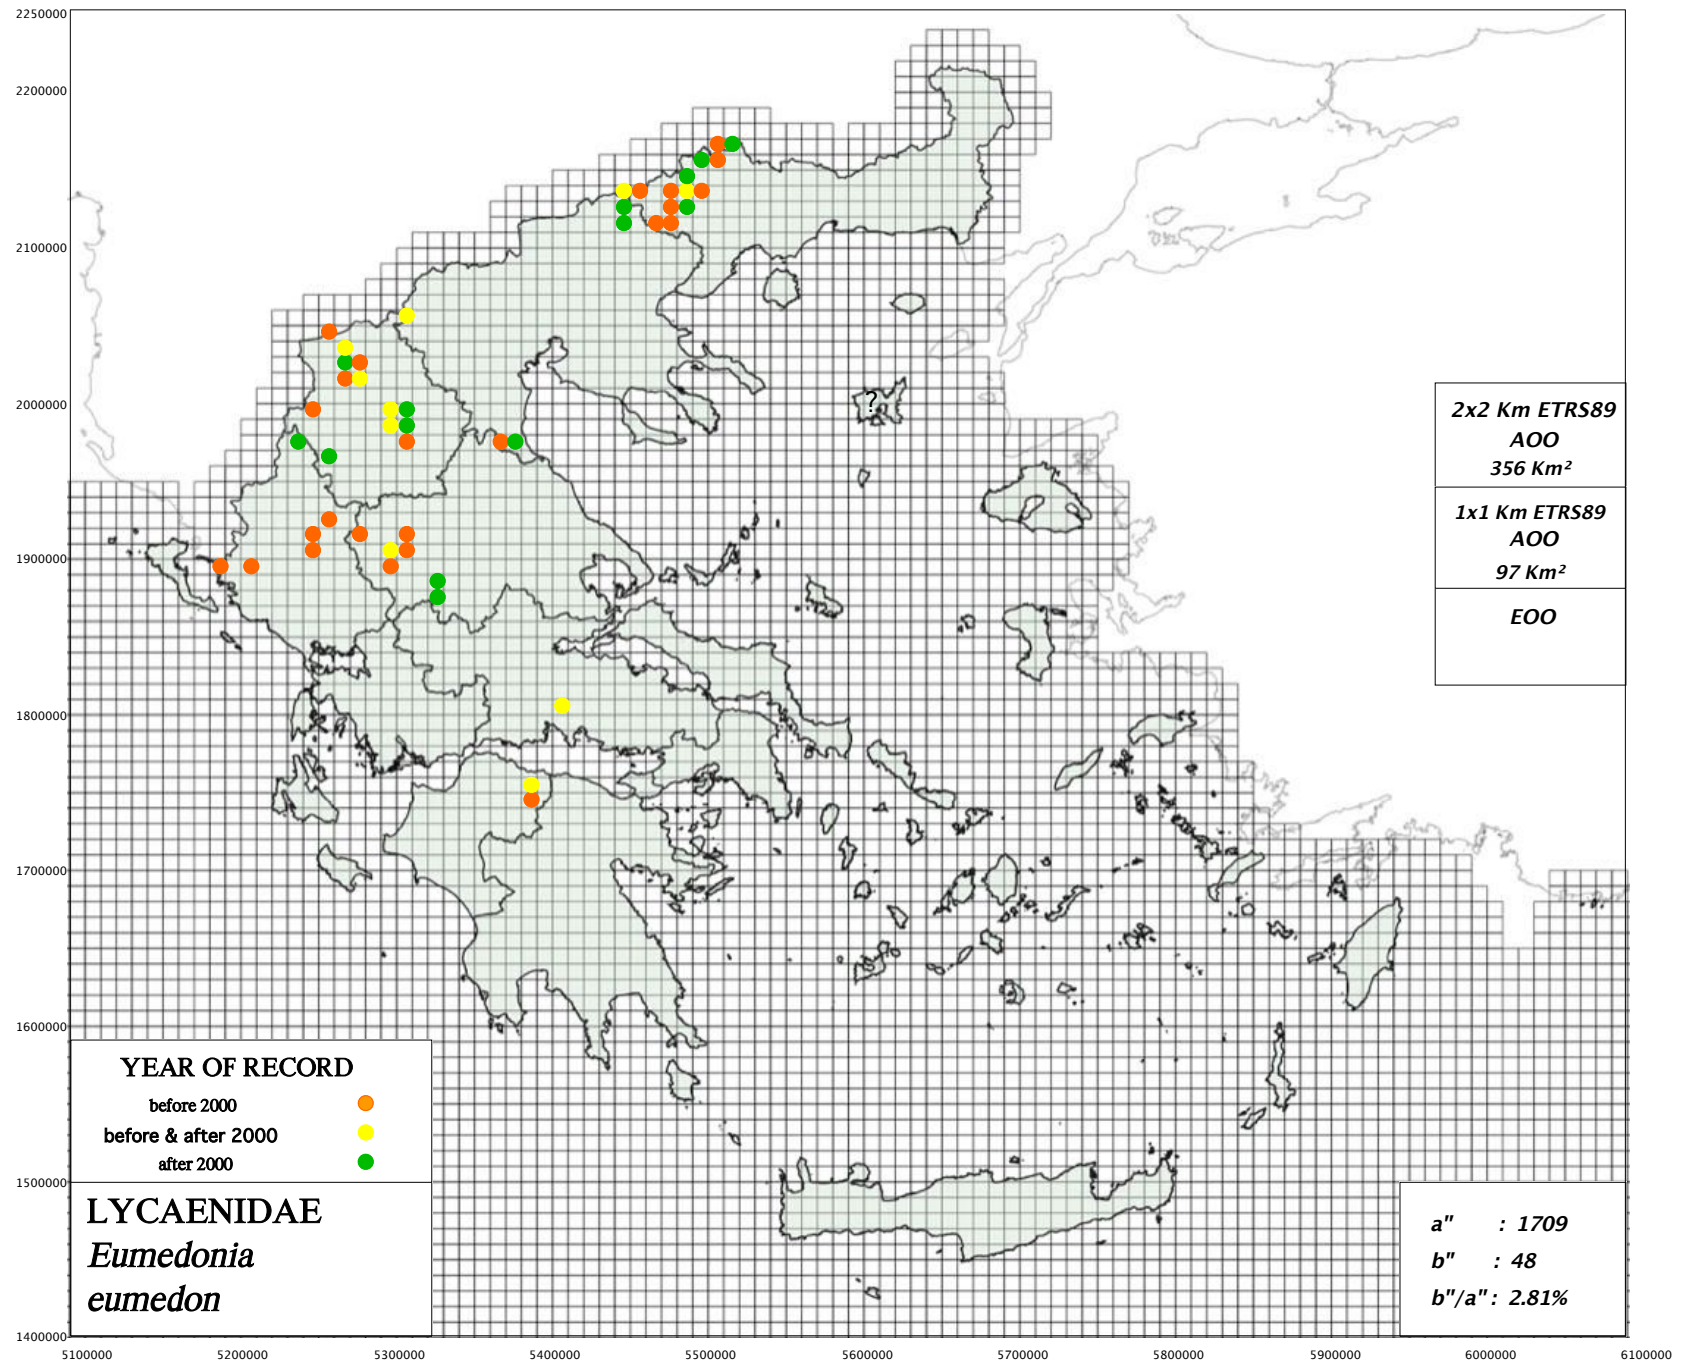 2250000
2200000
2100000
2000000
1900000
1800000
1700000
1600000
1500000
1400000
5100000 5200000 5300000 5400000 5500000 5600000 5700000 5800000 5900000 6000000 6100000
?
2x2 Km ETRS89
AOO
356 Km²
1x1 Km ETRS89
AOO
97 Km²
EOO
YEAR OF RECORD
before 2000
before & after 2000
after 2000
LYCAENIDAE
Eumedonia
eumedon
a" : 1709
b" : 48
b"/a" : 2.81%